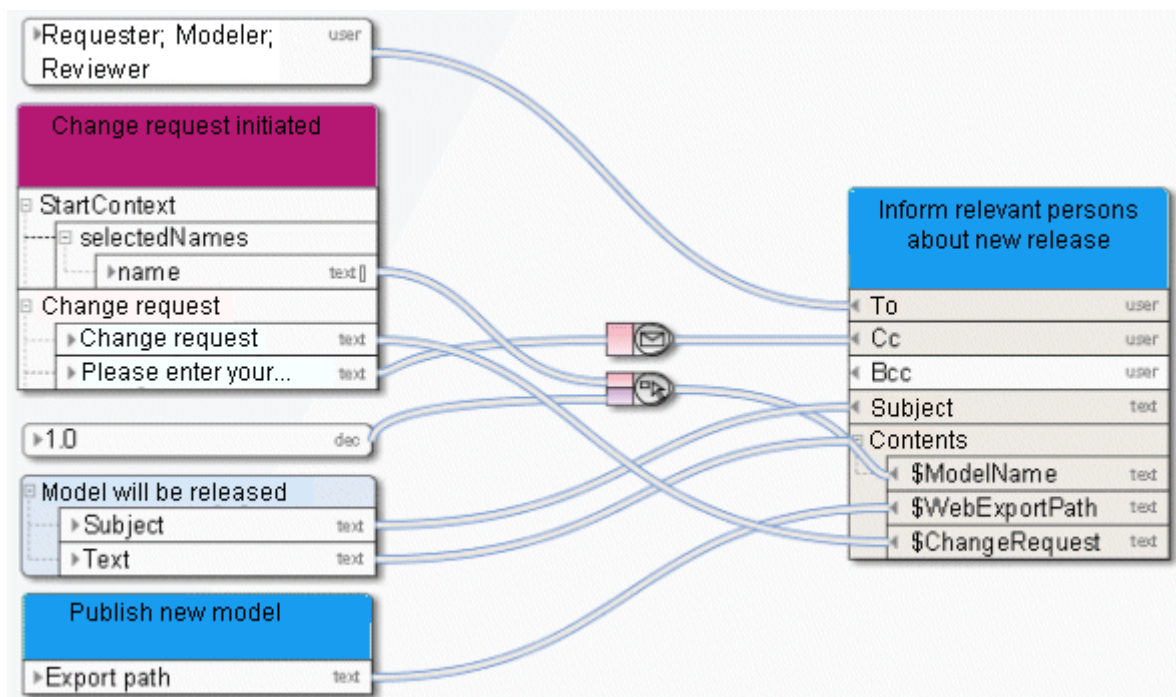 Requester; Modeler; user
Reviewer
Change request initiated
StartContext
selectedNames
name text[]
Change request
Change request text
Please enter your... text
1.0 dec
Model will be released
Subject text
Text text
Publish new model
Export path text
Inform relevant persons
about new release
To user
Cc user
Bcc user
Subject text
Contents
$ModelName text
$WebExportPath text
$ChangeRequest text